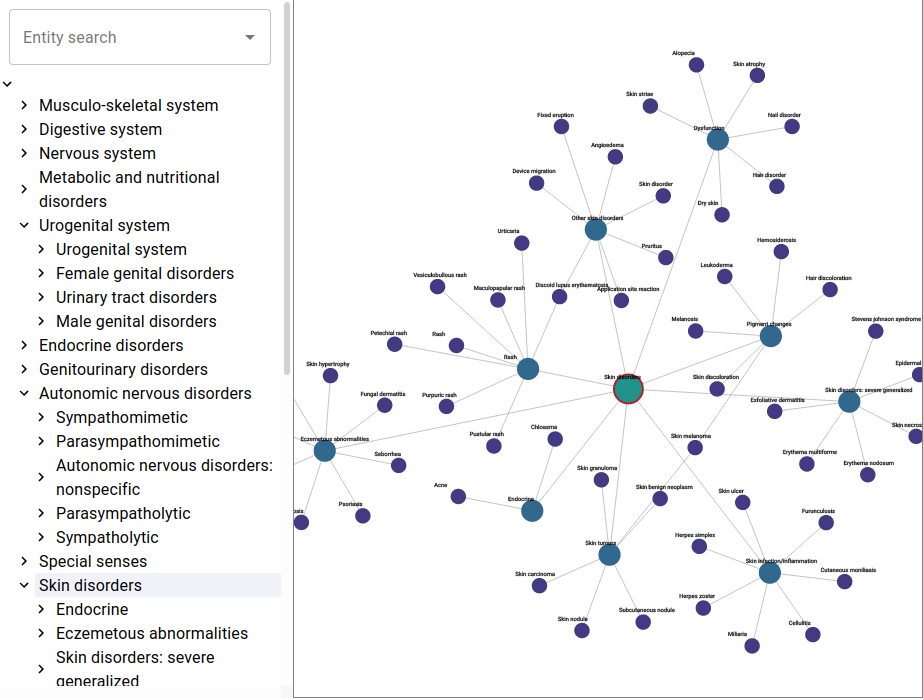 Entity search
Musculo-skeletal system
Digestive system
Nervous system
Metabolic and nutritional
disorders
Urogenital system
Urogenital system
Female genital disorders
Urinary tract disorders
Male genital disorders
Endocrine disorders
Genitourinary disorders
Autonomic nervous disorders
Sympathomimetic
Parasympathomimetic
Autonomic nervous disorders:
nonspecific
Parasympatholytic
Sympatholytic
Special senses
Skin disorders
Endocrine
Eczemetous abnormalities
Skin disorders: severe
generalized
Alopecia
Skin atrophy
Skin striae
Nail disorder
Dysfunction
Fixed eruption
Angioedema
Device migration
Skin disorder
Hair disorder
Dry skin
Other skin disorders
Urticaria
Pruritus
Hemosiderosis
Leukoderma
Hair discoloration
Vesiculobullous rash
Maculopapular rash
Discoid lupus erythematosis
Application site reaction
Melanosis
Pigment changes
Stevens johnson syndrome
Petechial rash
Rash
Rash
Skin hypertrophy
Skin disorders
Skin discoloration
Epidermal
Skin disorders: severe generalized
Fungal dermatitis
Purpuric rash
Exfoliative dermatitis
Skin necros
Eczemetous abnormalities
Pustular rash
Chloasma
Skin melanoma
Seborrhea
Erythema multiforme
Erythema nodosum
Skin granuloma
Acne
Skin benign neoplasm
Skin ulcer
Endocrine
Psoriasis
osis
Furunculosis
Herpes simplex
Skin tumors
Skin infection/inflammation
Cutaneous moniliasis
Skin carcinoma
Herpes zoster
Subcutaneous nodule
Skin nodule
Miliaria
Cellulitis